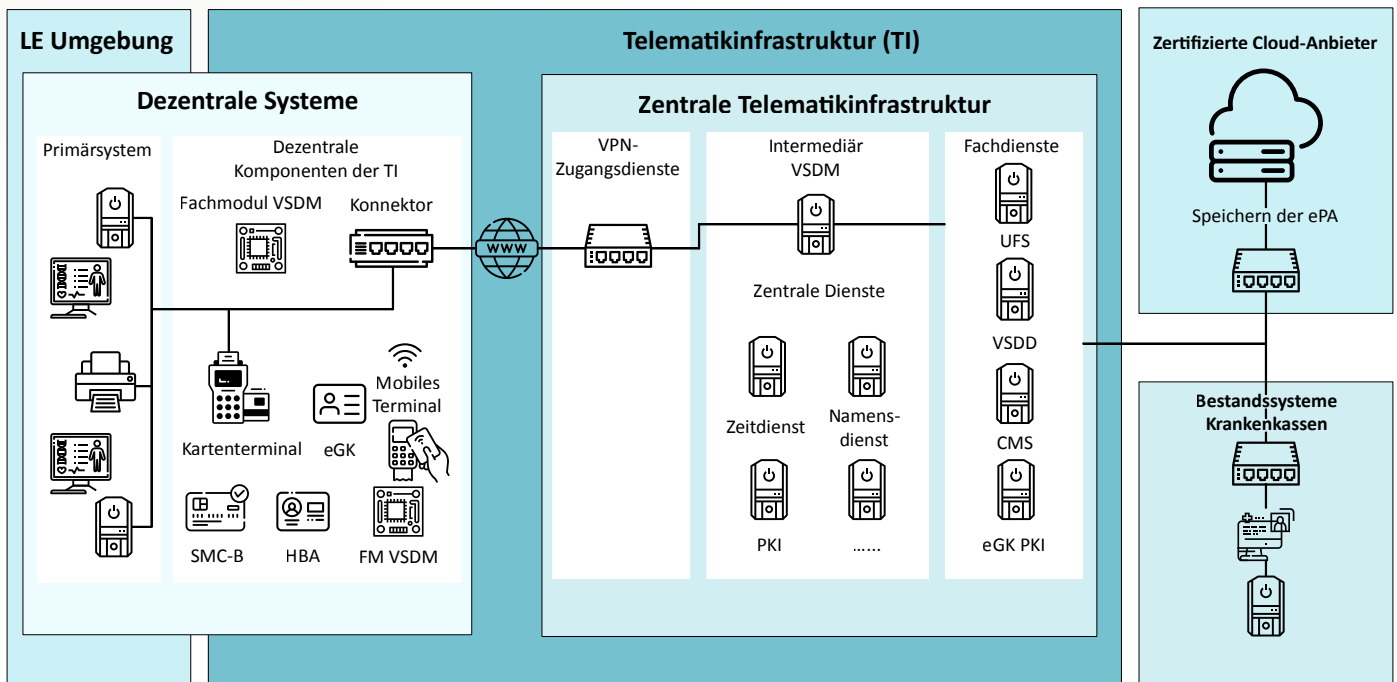 LE Umgebung
Telematikinfrastruktur (TI)
Zertifizierte Cloud-Anbieter
Dezentrale Systeme
Zentrale Telematikinfrastruktur
Primärsystem
Dezentrale
Komponenten der TI
Fachmodul VSDM
Konnektor
WWW
VPN-
Zugangsdienste
Intermediär
VSDM
Fachdienste
UFS
Speichern der ePA
Zentrale Dienste
VSDD
Mobiles
Terminal
Kartenterminal
eGK
Zeitdienst
Namens-
dienst
CMS
Bestandssysteme
Krankenkassen
SMC-B
HBA
FM VSDM
PKI
......
eGK PKI